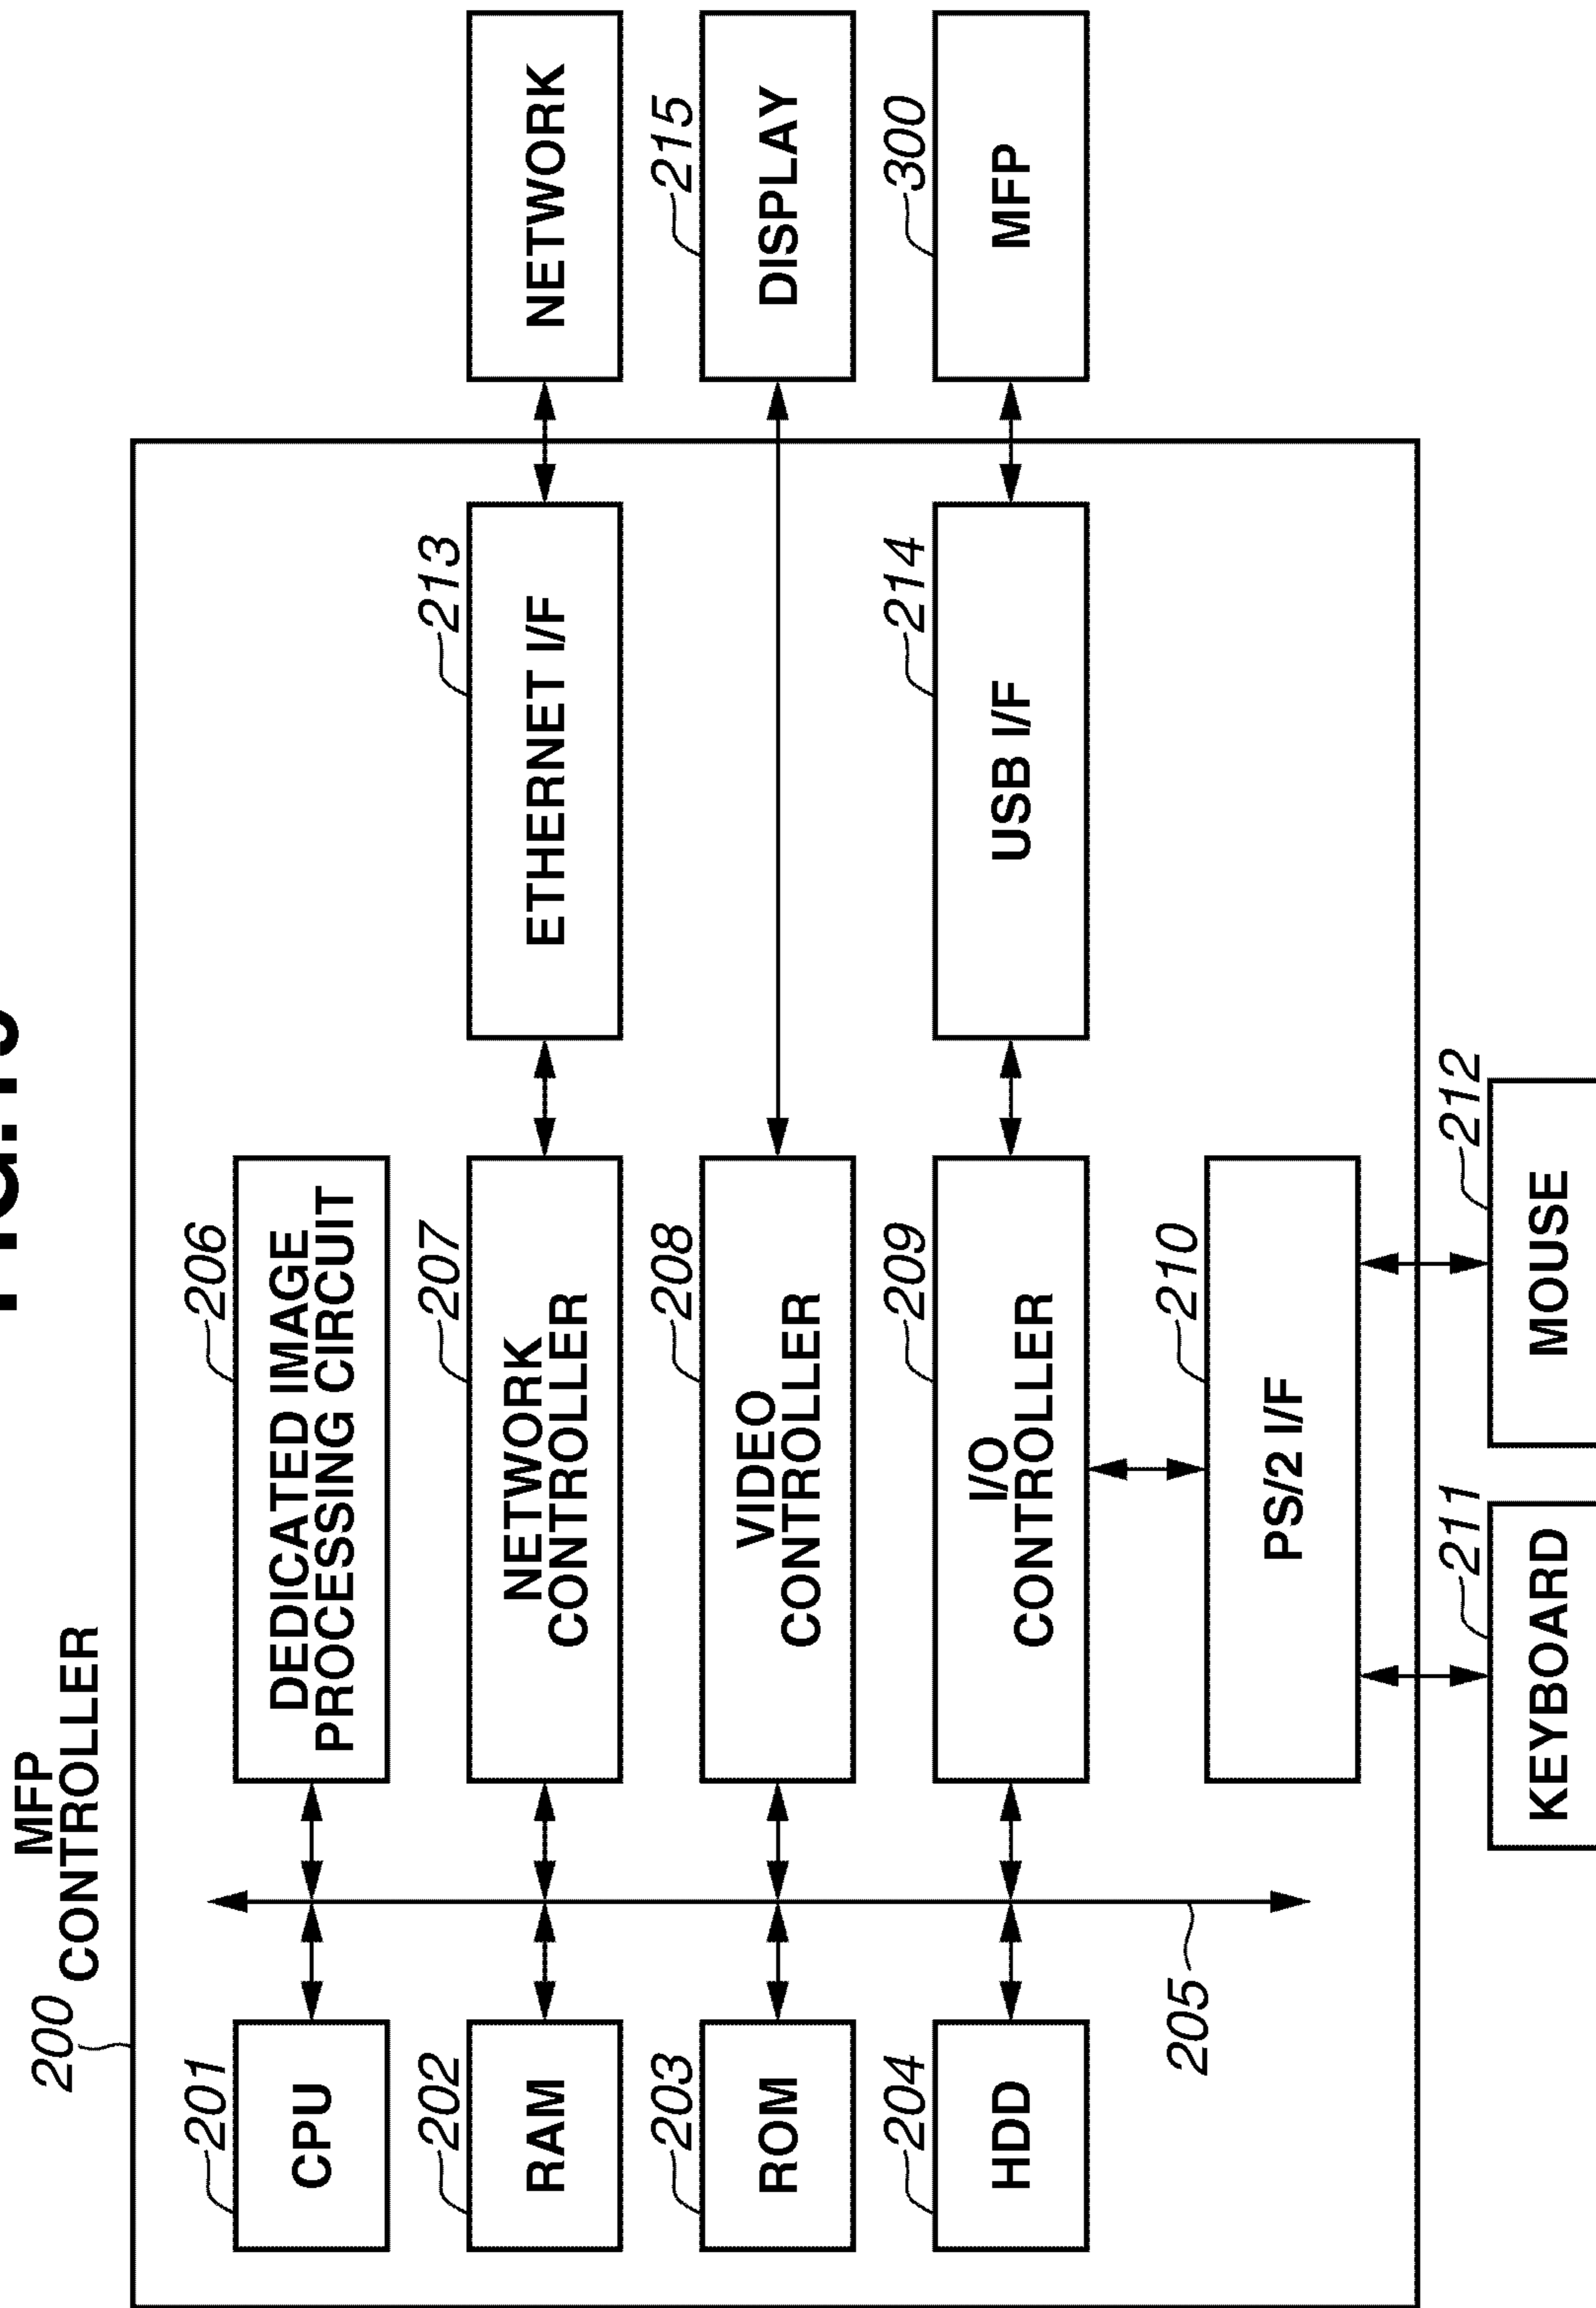 MFP
200 CONTROLLER
201
206
CPU
DEDICATED IMAGE
PROCESSING CIRCUIT
202
207
213
RAM
NETWORK
CONTROLLER
ETHERNET I/F
NETWORK
203
208
215
ROM
VIDEO
CONTROLLER
DISPLAY
204
209
214
300
HDD
I/O
CONTROLLER
USB I/F
MFP
205
210
PS/2 I/F
211
212
KEYBOARD
MOUSE